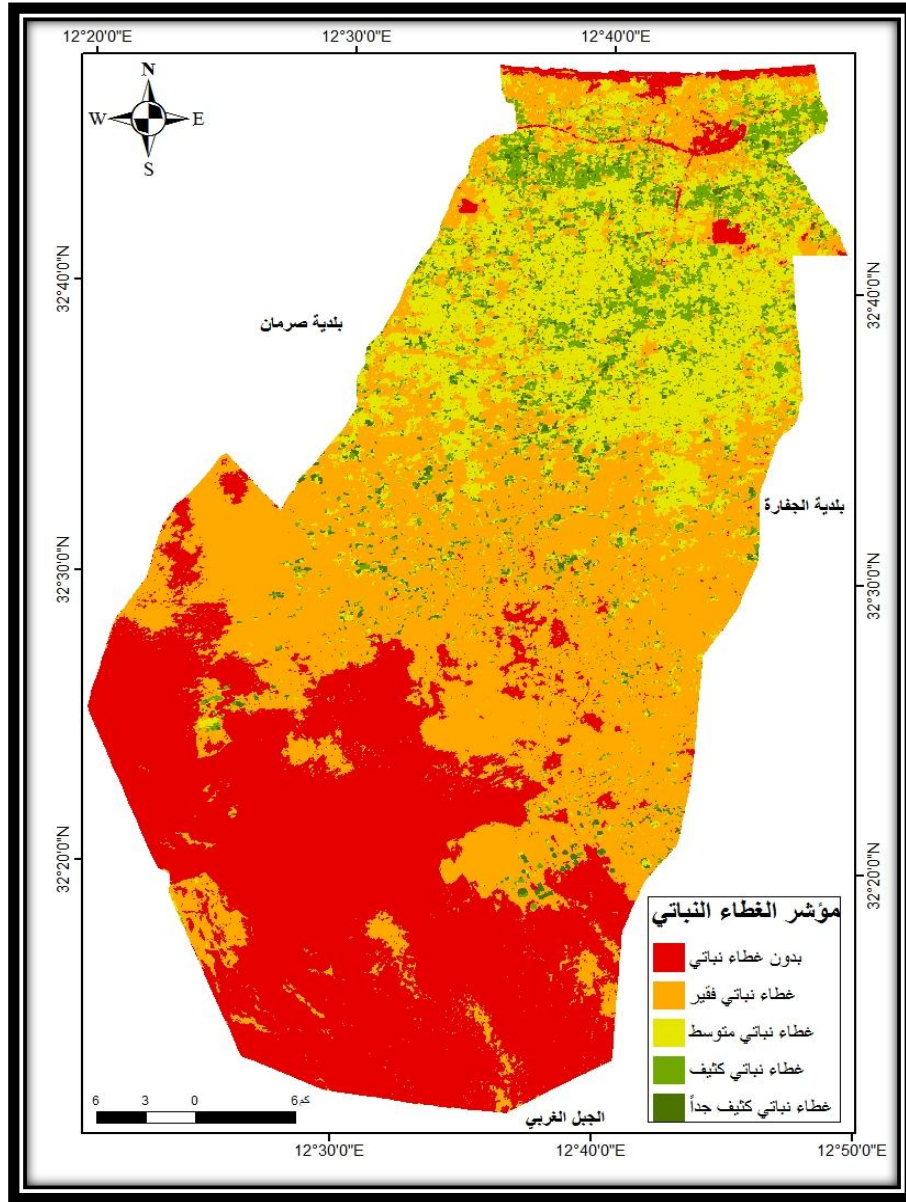 12°20'0"E
12°30'0"E
12°40'0"E
N
W
E
S
32°40'0"N
32°40'0"N
بلدية صرمان
بلدية الجفارة
32°30'0"N
32°30'0"N
32°20'0"N
32°20'0"N
مؤشر الغطاء النباتي
بدون غطاء نباتي
غطاء نباتي فقير
غطاء نباتي متوسط
غطاء نباتي كثيف
غطاء نباتي كثيف جداً
6 3 0 6 كم
الجبل الغربي
12°30'0"E
12°40'0"E
12°50'0"E